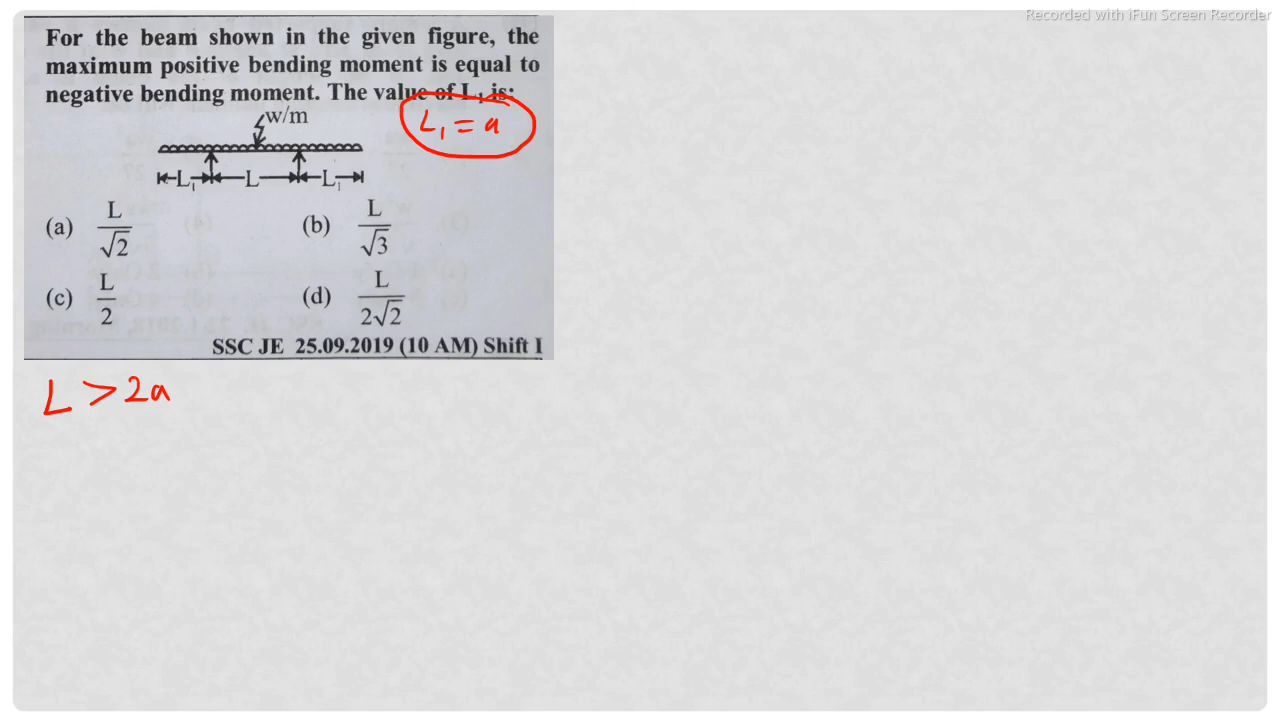 Recorded with iFun Screen Recorder
For the beam shown in the given figure, the
maximum positive bending moment is equal to
negative bending moment. The value of L₁ is:
L₁ = a
w/m
L₁ L L₁
(a) L/√2 (b) L/√3
(c) L/2 (d) L/2√2
SSC JE 25.09.2019 (10 AM) Shift I
L > 2a